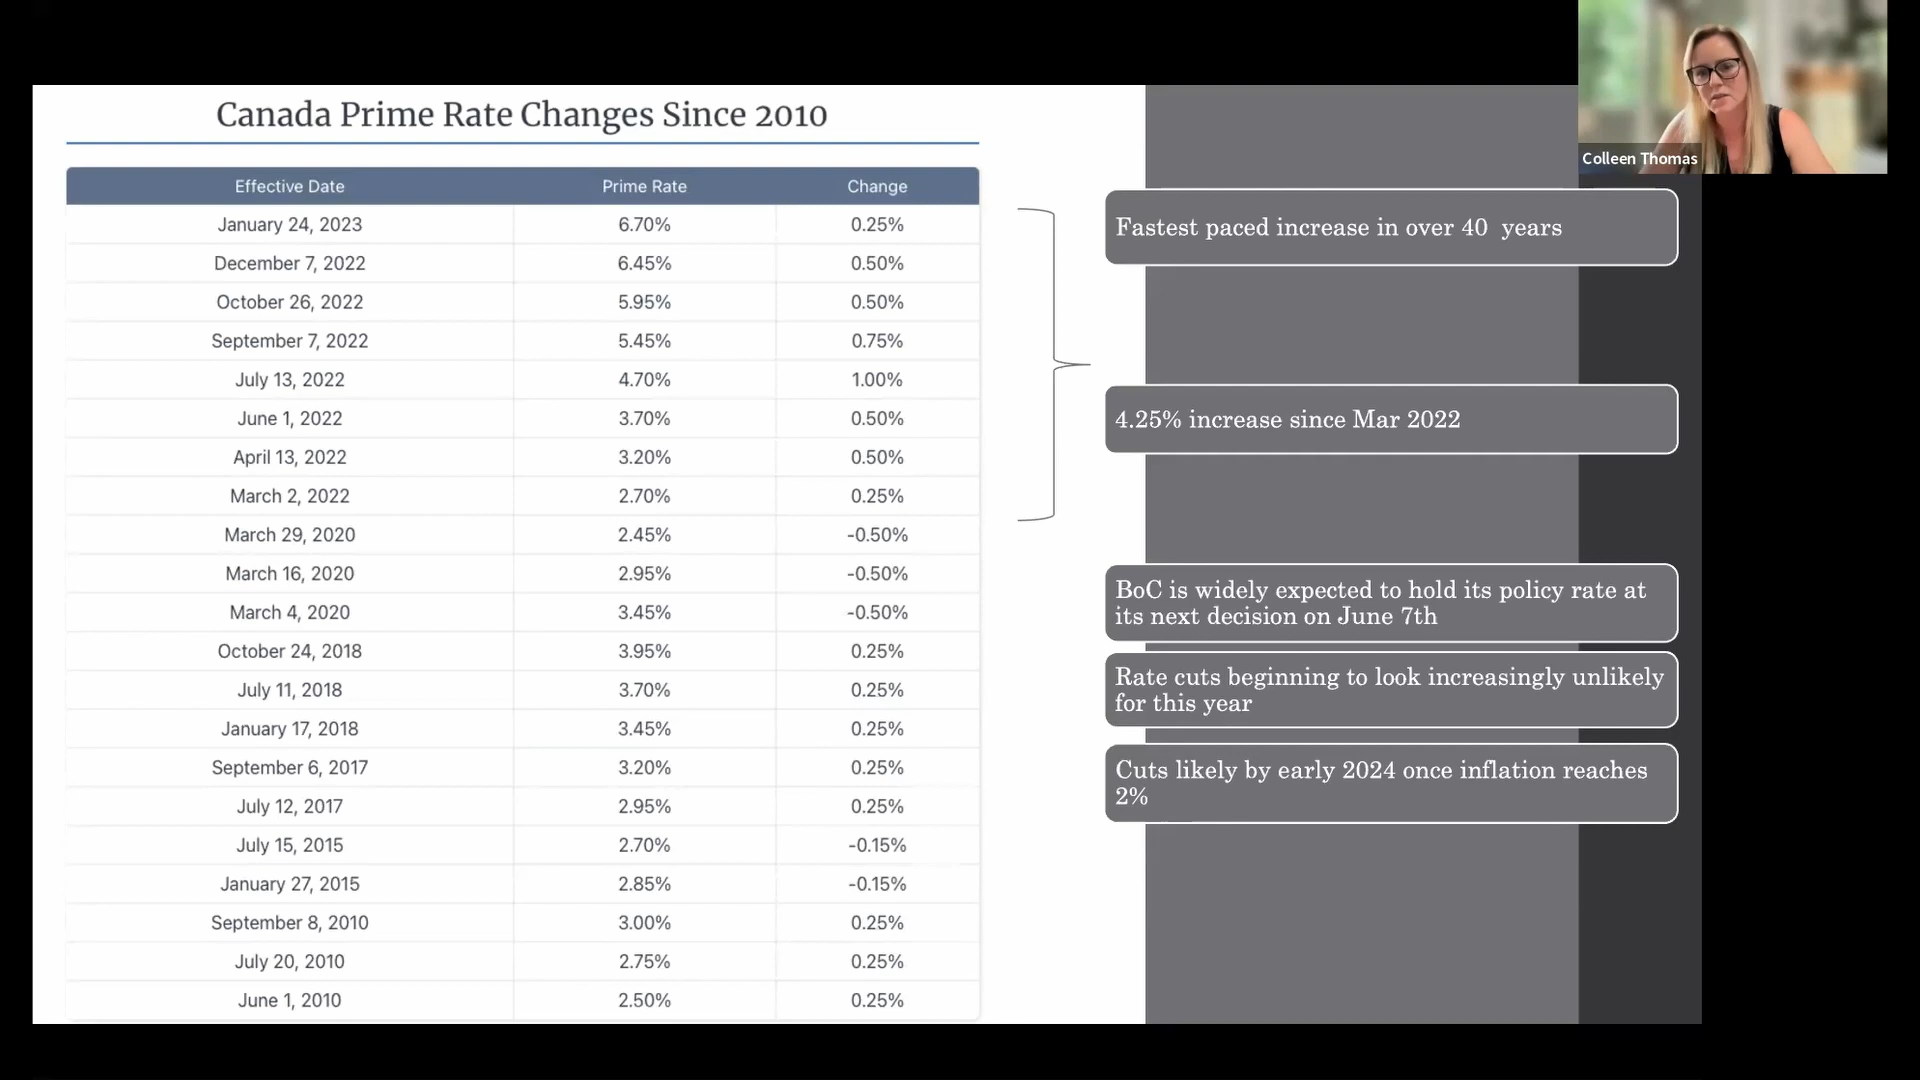 Canada Prime Rate Changes Since 2010
Effective Date Prime Rate Change
January 24, 2023 6.70% 0.25%
December 7, 2022 6.45% 0.50%
October 26, 2022 5.95% 0.50%
September 7, 2022 5.45% 0.75%
July 13, 2022 4.70% 1.00%
June 1, 2022 3.70% 0.50%
April 13, 2022 3.20% 0.50%
March 2, 2022 2.70% 0.25%
March 29, 2020 2.45% -0.50%
March 16, 2020 2.95% -0.50%
March 4, 2020 3.45% -0.50%
October 24, 2018 3.95% 0.25%
July 11, 2018 3.70% 0.25%
January 17, 2018 3.45% 0.25%
September 6, 2017 3.20% 0.25%
July 12, 2017 2.95% 0.25%
July 15, 2015 2.70% -0.15%
January 27, 2015 2.85% -0.15%
September 8, 2010 3.00% 0.25%
July 20, 2010 2.75% 0.25%
June 1, 2010 2.50% 0.25%
Fastest paced increase in over 40  years
4.25% increase since Mar 2022
BoC is widely expected to hold its policy rate at
its next decision on June 7th
Rate cuts beginning to look increasingly unlikely
for this year
Cuts likely by early 2024 once inflation reaches
2%
Colleen Thomas